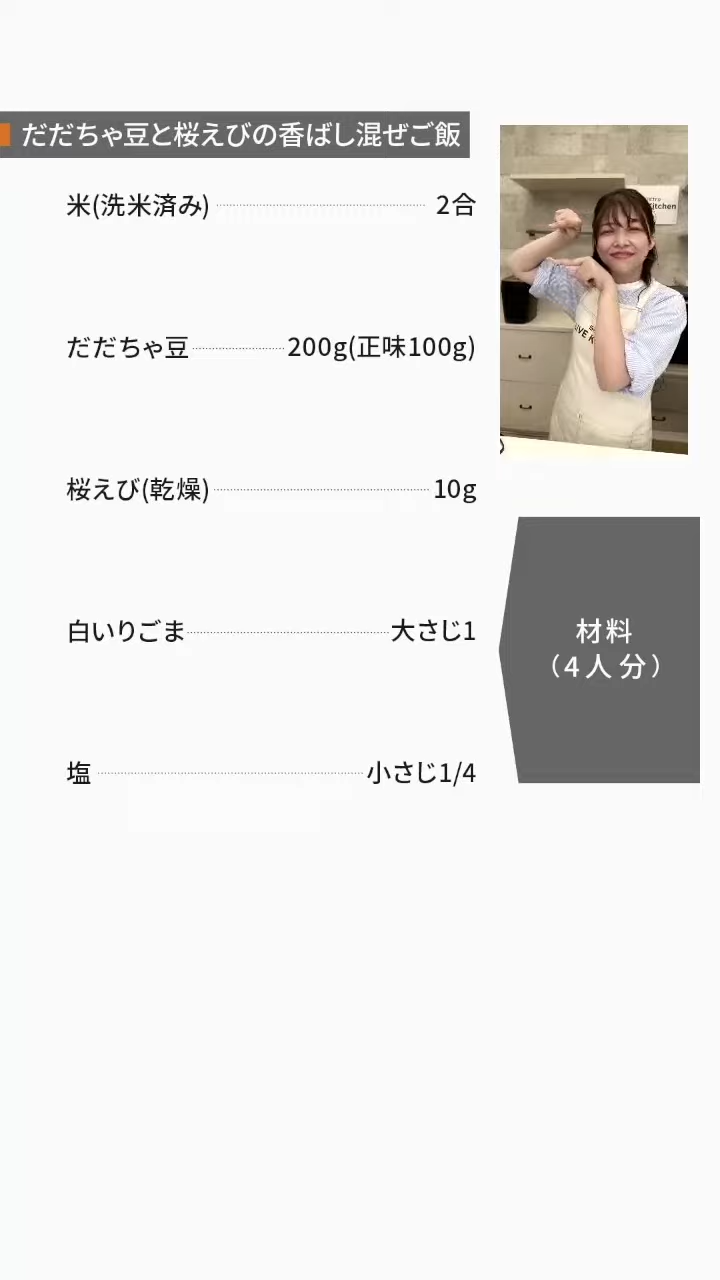 だだちゃ豆と桜えびの香ばし混ぜご飯
米(洗米済み) 2合
だだちゃ豆 200g(正味100g)
桜えび(乾燥) 10g
白いりごま 大さじ1
塩 小さじ1/4
材料
(4人分)
Kitchen